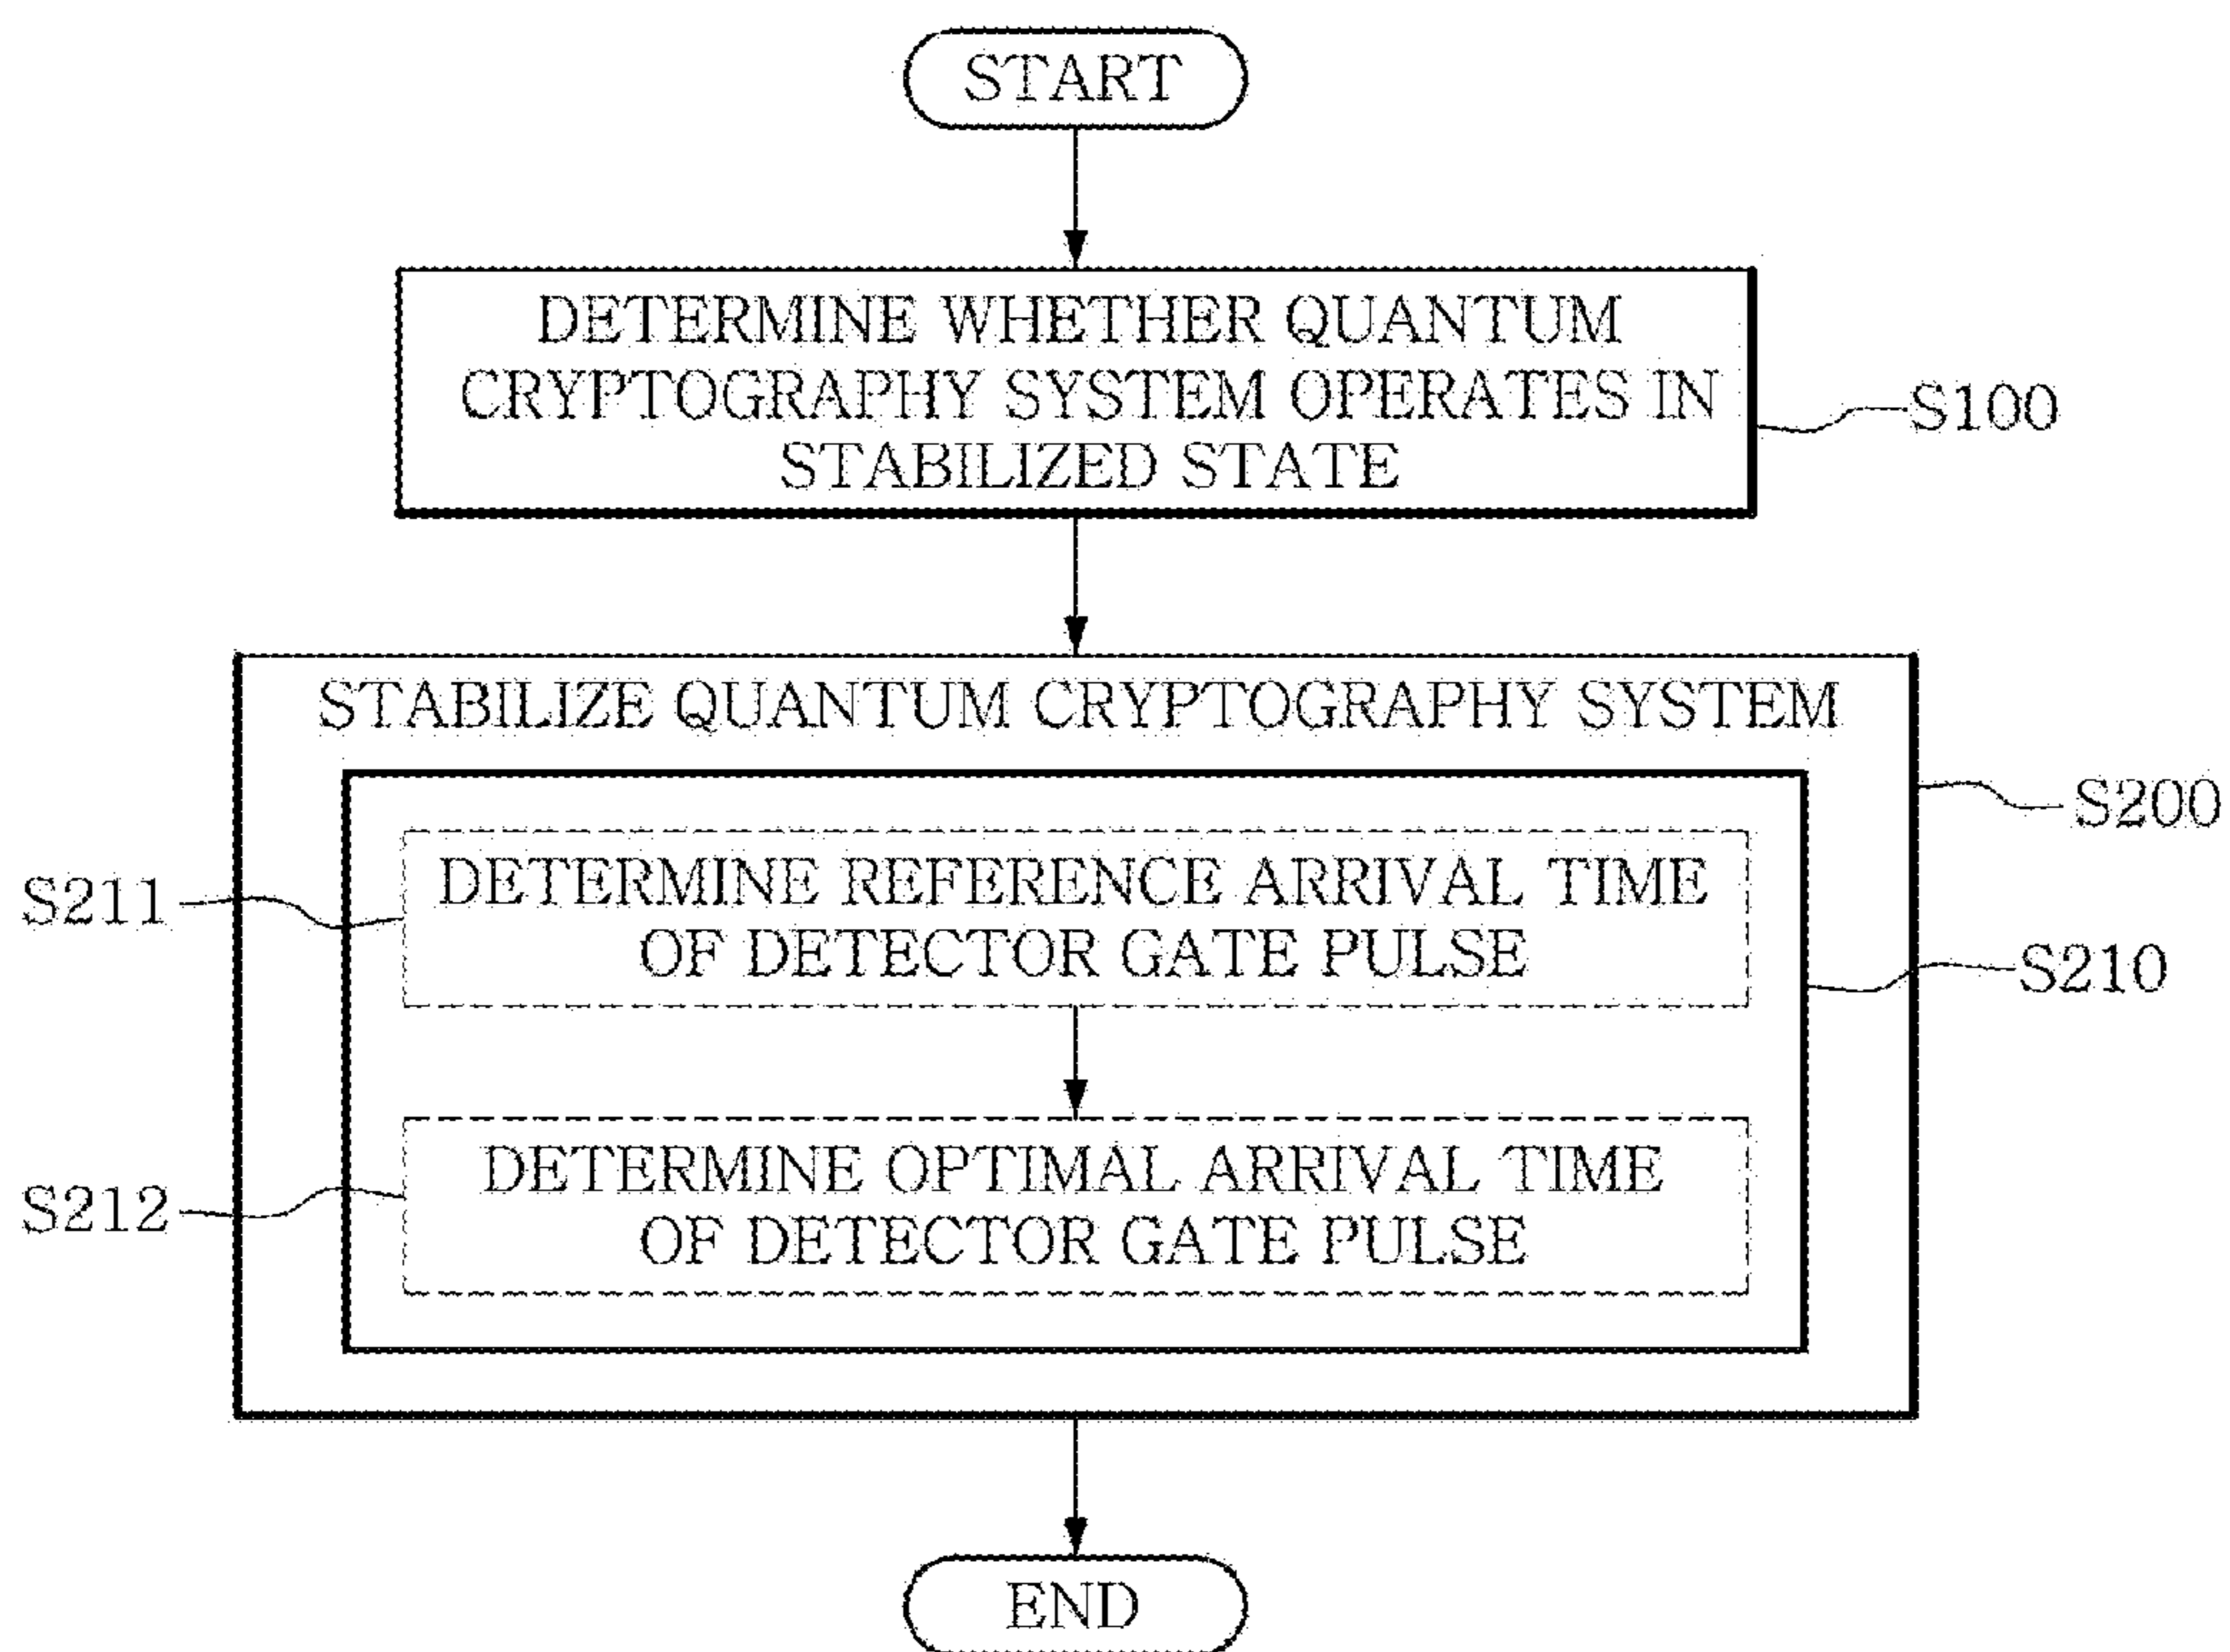 START
DETERMINE WHETHER QUANTUM
CRYPTOGRAPHY SYSTEM OPERATES IN
STABILIZED STATE
S100
STABILIZE QUANTUM CRYPTOGRAPHY SYSTEM
S200
S211
DETERMINE REFERENCE ARRIVAL TIME
OF DETECTOR GATE PULSE
S210
S212
DETERMINE OPTIMAL ARRIVAL TIME
OF DETECTOR GATE PULSE
END